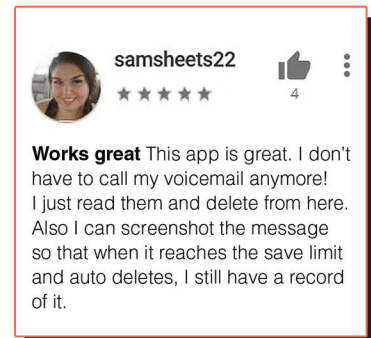 samsheets22
4
Works great This app is great. I don't
have to call my voicemail anymore!
I just read them and delete from here.
Also I can screenshot the message
so that when it reaches the save limit
and auto deletes, I still have a record
of it.